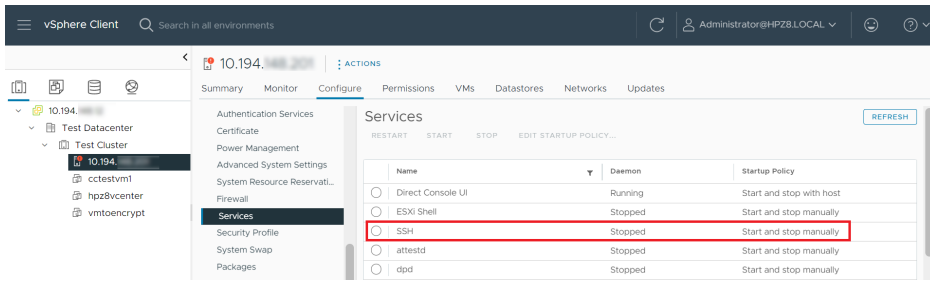 vSphere Client Search in all environments Administrator@HPZ8.LOCAL
10.194. ACTIONS
Summary Monitor Configure Permissions VMs Datastores Networks Updates
10.194.
Test Datacenter
Test Cluster
10.194.
cctestvm1
hpz8vcenter
vmtoencrypt
Authentication Services
Certificate
Power Management
Advanced System Settings
System Resource Reservati...
Firewall
Services
Security Profile
System Swap
Packages
Services REFRESH
RESTART START STOP EDIT STARTUP POLICY...
Name Daemon Startup Policy
Direct Console UI Running Start and stop with host
ESXi Shell Stopped Start and stop manually
SSH Stopped Start and stop manually
attestd Stopped Start and stop manually
dpd Stopped Start and stop manually